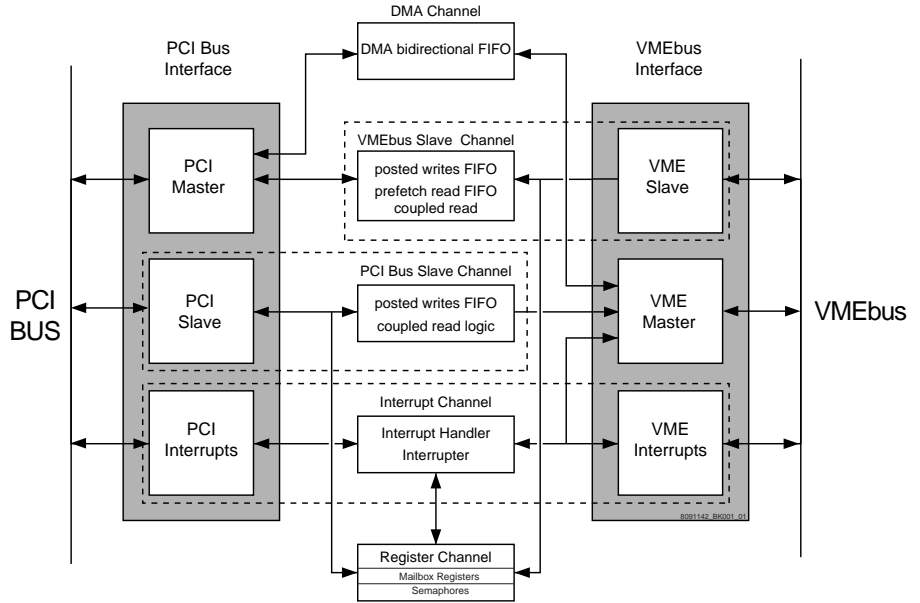 DMA Channel
DMA bidirectional FIFO
PCI Bus
Interface
VMEbus
Interface
VMEbus Slave Channel
posted writes FIFO
prefetch read FIFO
coupled read
PCI
Master
VME
Slave
PCI Bus Slave Channel
posted writes FIFO
coupled read logic
PCI
Slave
VME
Master
PCI
BUS
VMEbus
Interrupt Channel
Interrupt Handler
Interrupter
PCI
Interrupts
VME
Interrupts
8091142_BK001_01
Register Channel
Mailbox Registers
Semaphores